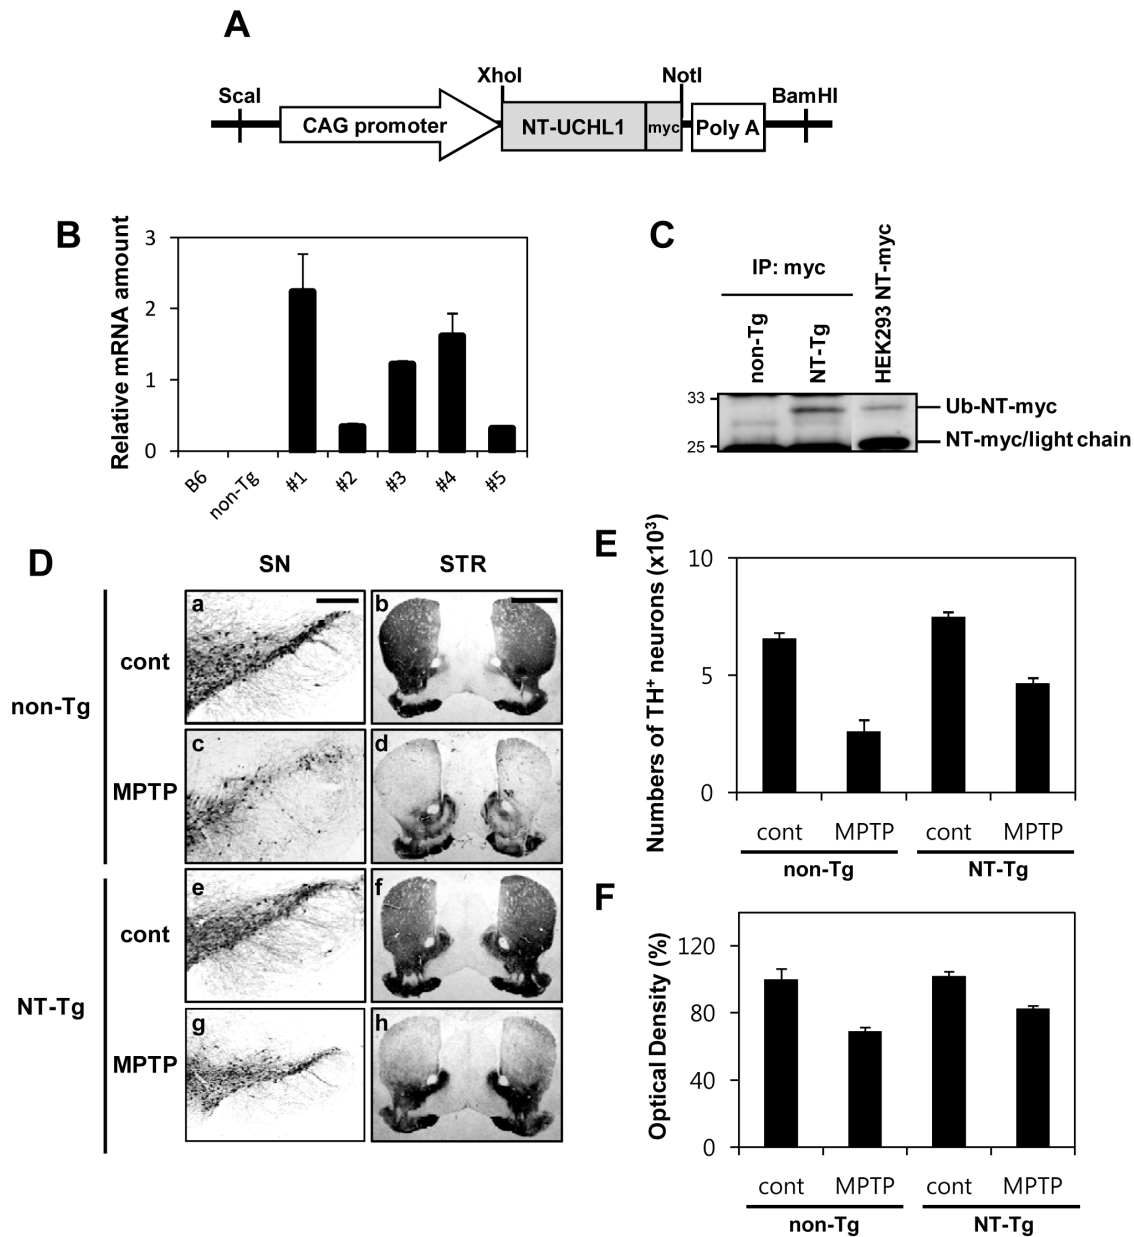 A
ScaI
XhoI
NotI
BamHI
CAG promoter
NT-UCHL1
myc
Poly A
B
Relative mRNA amount
3
2
1
0
B6
non-Tg
#1
#2
#3
#4
#5
C
IP: myc
non-Tg
NT-Tg
HEK293 NT-myc
33
25
Ub-NT-myc
NT-myc/light chain
D
SN
STR
non-Tg
cont
a
b
MPTP
c
d
NT-Tg
cont
e
f
MPTP
g
h
E
Numbers of TH⁺ neurons (x10³)
10
5
0
cont
MPTP
cont
MPTP
non-Tg
NT-Tg
F
Optical Density (%)
120
80
40
0
cont
MPTP
cont
MPTP
non-Tg
NT-Tg